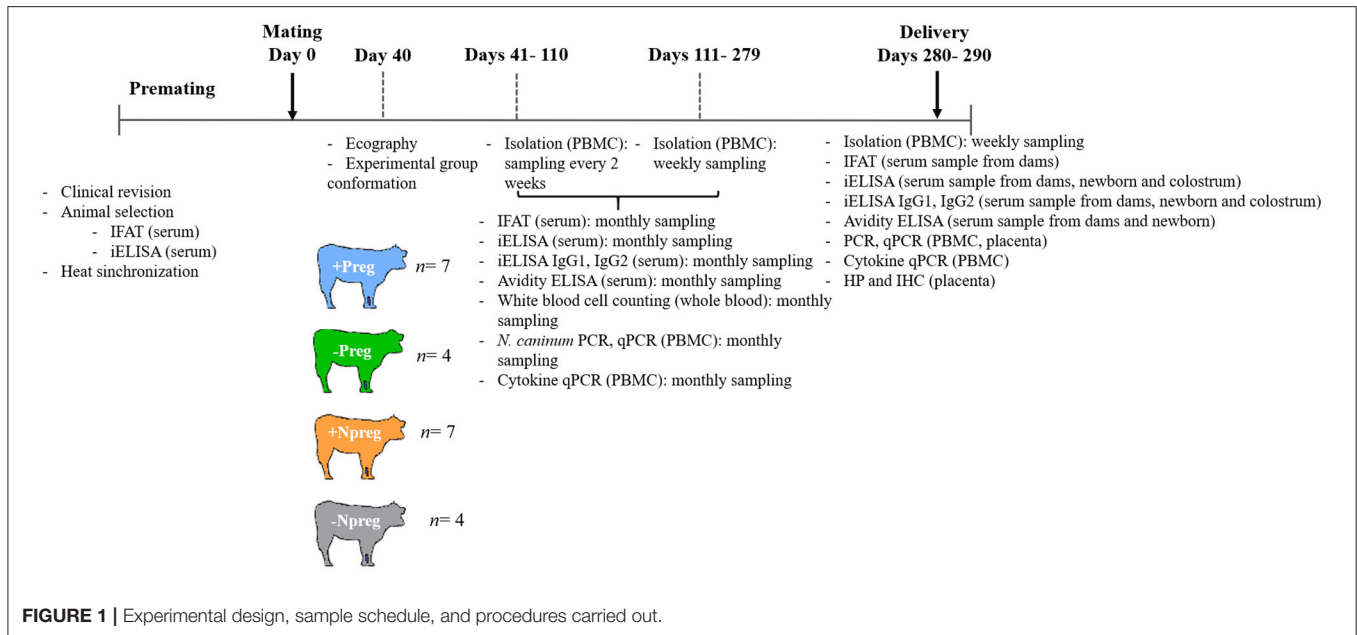 Mating
Day 0
Day 40
Days 41- 110
Days 111- 279
Delivery
Days 280- 290
Premating
- Clinical revision
- Animal selection
- IFAT (serum)
- iELISA (serum)
- Heat sinchronization
- Ecography
- Experimental group
conformation
+Preg
n= 7
-Preg
n= 4
+Npreg
n= 7
-Npreg
n= 4
- Isolation (PBMC):
sampling every 2
weeks
- Isolation (PBMC):
weekly sampling
- IFAT (serum): monthly sampling
- iELISA (serum): monthly sampling
- iELISA IgG1, IgG2 (serum): monthly sampling
- Avidity ELISA (serum): monthly sampling
- White blood cell counting (whole blood): monthly
sampling
- N. caninum PCR, qPCR (PBMC): monthly
sampling
- Cytokine qPCR (PBMC): monthly sampling
- Isolation (PBMC): weekly sampling
- IFAT (serum sample from dams)
- iELISA (serum sample from dams, newborn and colostrum)
- iELISA IgG1, IgG2 (serum sample from dams, newborn and colostrum)
- Avidity ELISA (serum sample from dams and newborn)
- PCR, qPCR (PBMC, placenta)
- Cytokine qPCR (PBMC)
- HP and IHC (placenta)
FIGURE 1 | Experimental design, sample schedule, and procedures carried out.